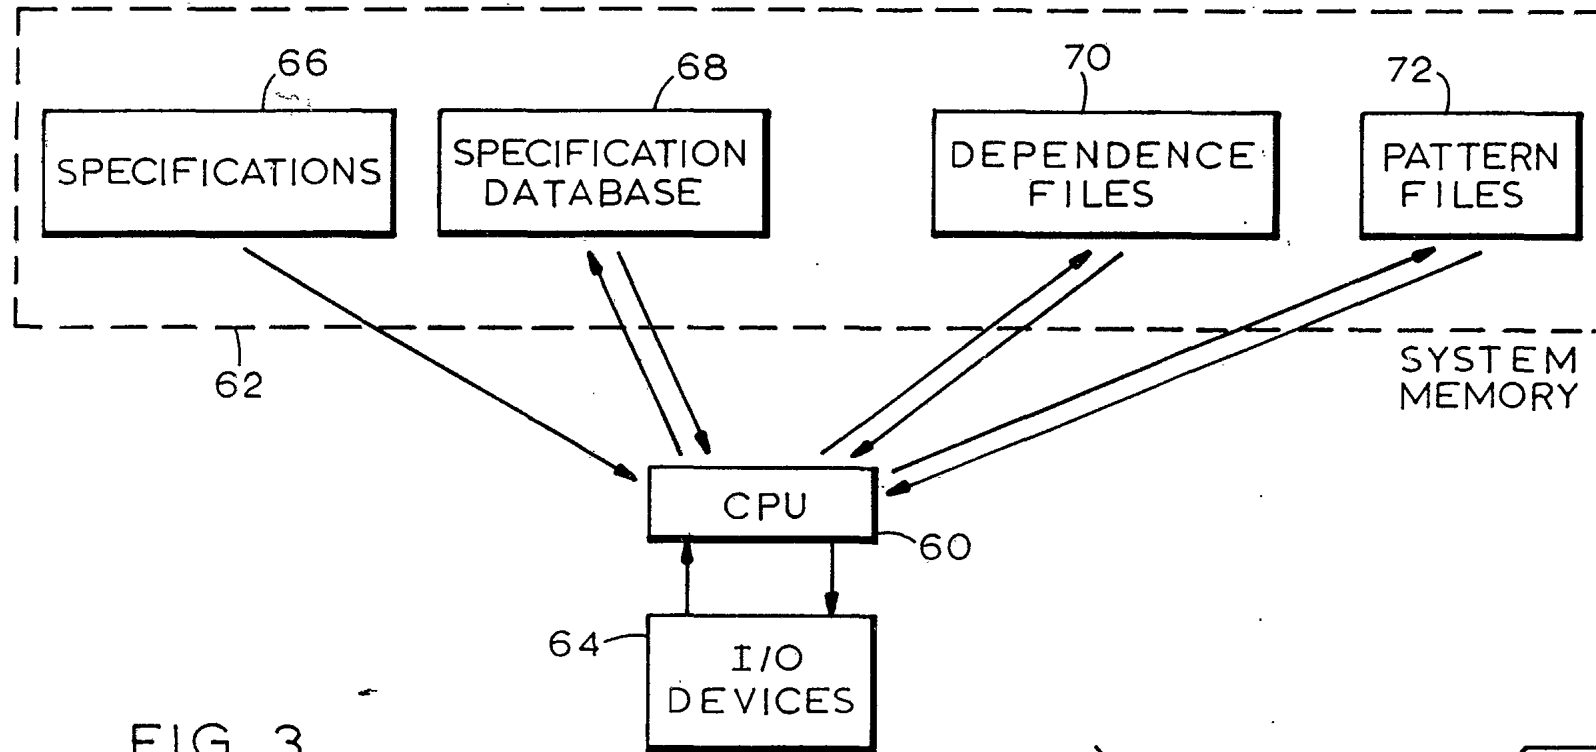 66
68
70
72
SPECIFICATIONS
SPECIFICATION
DATABASE
DEPENDENCE
FILES
PATTERN
FILES
62
SYSTEM
MEMORY
CPU
60
64
I/O
DEVICES
FIG. 3